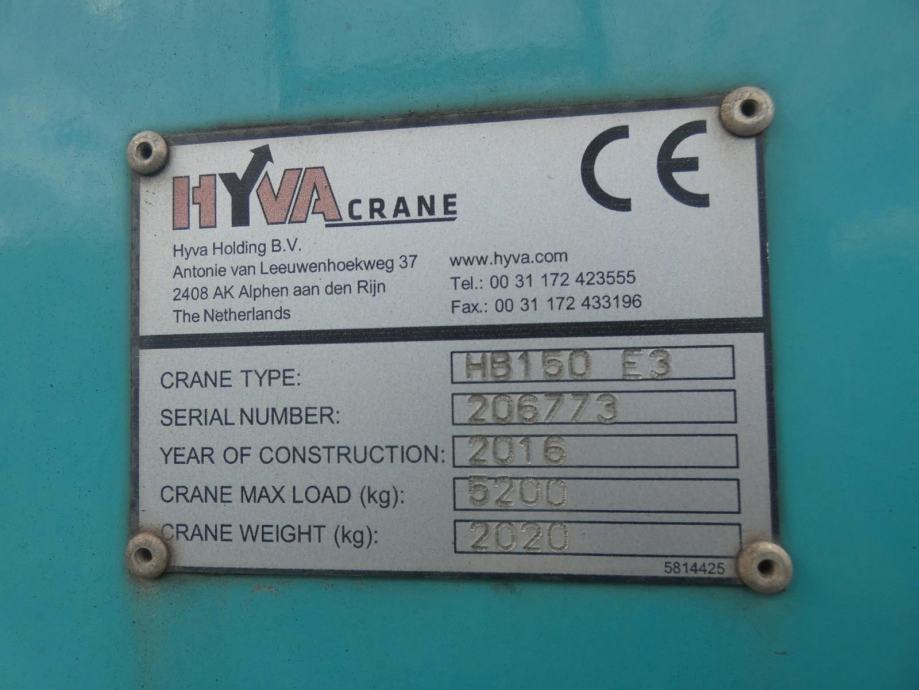 HYVA CRANE
CE
Hyva Holding B.V.
Antonie van Leeuwenhoekweg 37
2408 AK Alphen aan den Rijn
The Netherlands
www.hyva.com
Tel.: 00 31 172 423555
Fax.: 00 31 172 433196
CRANE TYPE: HB150 E3
SERIAL NUMBER: 206773
YEAR OF CONSTRUCTION: 2016
CRANE MAX LOAD (kg): 5200
CRANE WEIGHT (kg): 2020
5814425